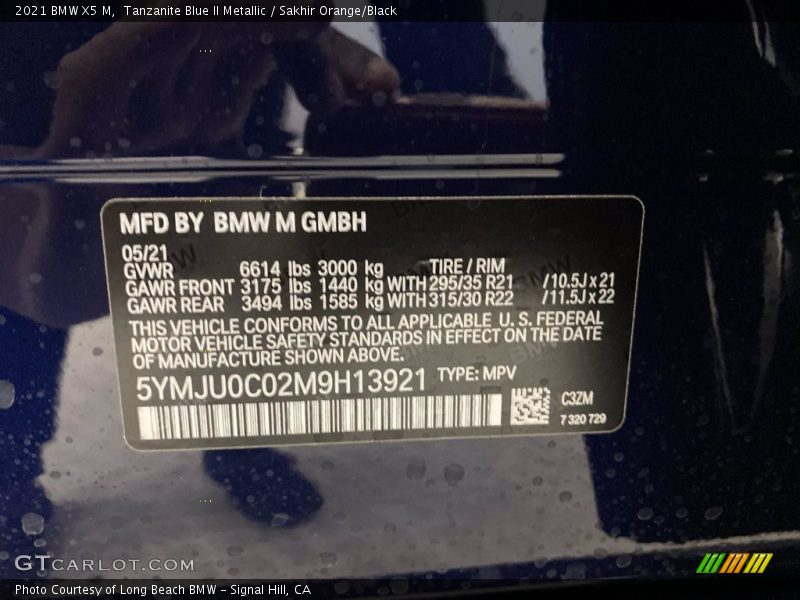 2021 BMW X5 M,  Tanzanite Blue II Metallic / Sakhir Orange/Black
MFD BY BMW M GMBH
05/21
GVWR 6614 lbs 3000 kg TIRE / RIM
GAWR FRONT 3175 lbs 1440 kg WITH 295/35 R21 /10.5J x 21
GAWR REAR 3494 lbs 1585 kg WITH 315/30 R22 /11.5J x 22
THIS VEHICLE CONFORMS TO ALL APPLICABLE U. S. FEDERAL
MOTOR VEHICLE SAFETY STANDARDS IN EFFECT ON THE DATE
OF MANUFACTURE SHOWN ABOVE.
5YMJU0C02M9H13921 TYPE: MPV
C3ZM
7 320 729
GTCARLOT.COM
Photo Courtesy of Long Beach BMW – Signal Hill, CA